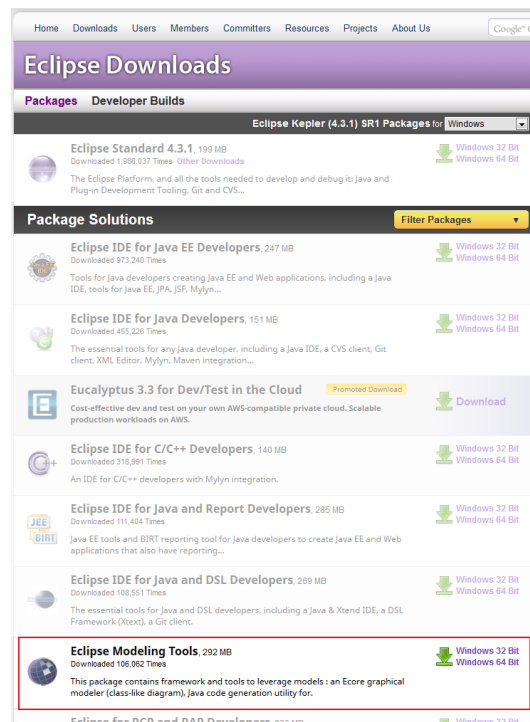 Home Downloads Users Members Committers Resources Projects About Us Google™
Eclipse Downloads
Packages Developer Builds
Eclipse Kepler (4.3.1) SR1 Packages for Windows
Eclipse Standard 4.3.1, 199 MB
Downloaded 1,986,037 Times Other Downloads
The Eclipse Platform, and all the tools needed to develop and debug it: Java and
Plug-in Development Tooling, Git and CVS...
Windows 32 Bit
Windows 64 Bit
Package Solutions
Filter Packages
Eclipse IDE for Java EE Developers, 247 MB
Downloaded 973,240 Times
Tools for Java developers creating Java EE and Web applications, including a Java
IDE, tools for Java EE, JPA, JSF, Mylyn...
Windows 32 Bit
Windows 64 Bit
Eclipse IDE for Java Developers, 151 MB
Downloaded 455,226 Times
The essential tools for any Java developer, including a Java IDE, a CVS client, Git
client, XML Editor, Mylyn, Maven integration...
Windows 32 Bit
Windows 64 Bit
Eucalyptus 3.3 for Dev/Test in the Cloud
Promoted Download
Cost-effective dev and test on your own AWS-compatible private cloud. Scalable
production workloads on AWS.
Download
C++
Eclipse IDE for C/C++ Developers, 140 MB
Downloaded 318,991 Times
An IDE for C/C++ developers with Mylyn integration.
Windows 32 Bit
Windows 64 Bit
JEE
BIRT
Eclipse IDE for Java and Report Developers, 285 MB
Downloaded 111,404 Times
Java EE tools and BIRT reporting tool for Java developers to create Java EE and Web
applications that also have reporting...
Windows 32 Bit
Windows 64 Bit
Eclipse IDE for Java and DSL Developers, 269 MB
Downloaded 108,551 Times
The essential tools for Java and DSL developers, including a Java & Xtend IDE, a DSL
Framework (Xtext), a Git client.
Windows 32 Bit
Windows 64 Bit
Eclipse Modeling Tools, 292 MB
Downloaded 106,062 Times
This package contains framework and tools to leverage models : an Ecore graphical
modeler (class-like diagram), Java code generation utility for.
Windows 32 Bit
Windows 64 Bit
Eclipse for RCP and RAP Developers
Windows 32 Bit